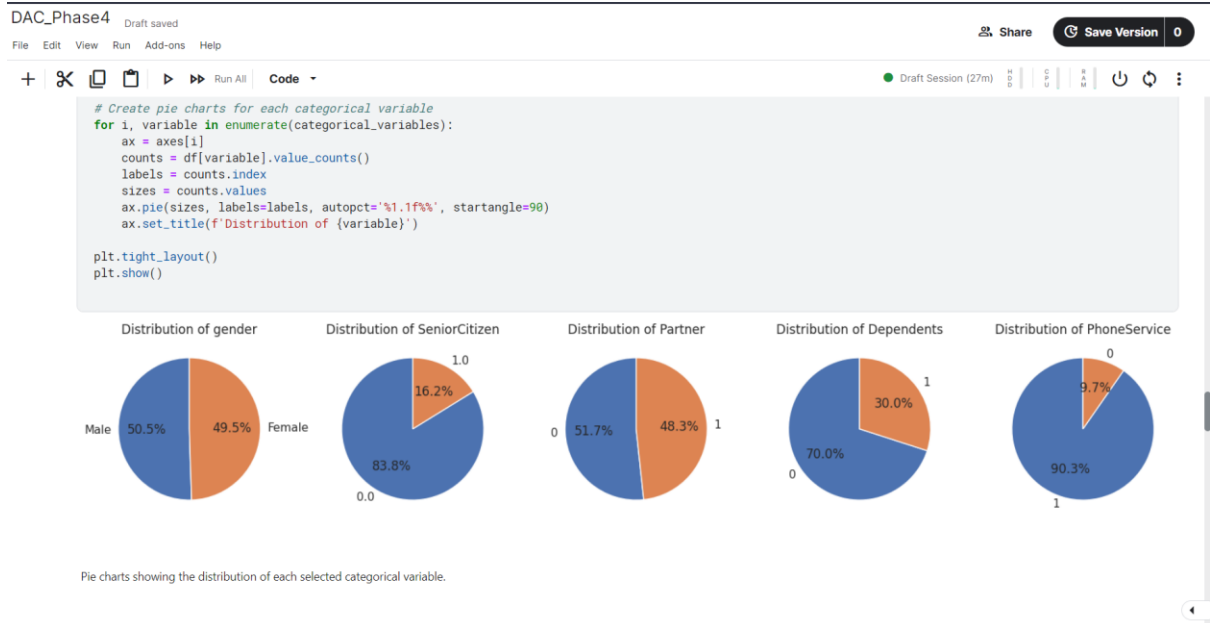 DAC_Phase4 Draft saved
Share
Save Version 0
File Edit View Run Add-ons Help
Run All Code
Draft Session (27m) HDD CPU RAM
# Create pie charts for each categorical variable
for i, variable in enumerate(categorical_variables):
    ax = axes[i]
    counts = df[variable].value_counts()
    labels = counts.index
    sizes = counts.values
    ax.pie(sizes, labels=labels, autopct='%1.1f%%', startangle=90)
    ax.set_title(f'Distribution of {variable}')
plt.tight_layout()
plt.show()
Distribution of gender
Male 50.5% 49.5% Female
Distribution of SeniorCitizen
1.0
16.2%
83.8%
0.0
Distribution of Partner
0 51.7% 48.3% 1
Distribution of Dependents
1
30.0%
70.0%
0
Distribution of PhoneService
0
9.7%
90.3%
1
Pie charts showing the distribution of each selected categorical variable.